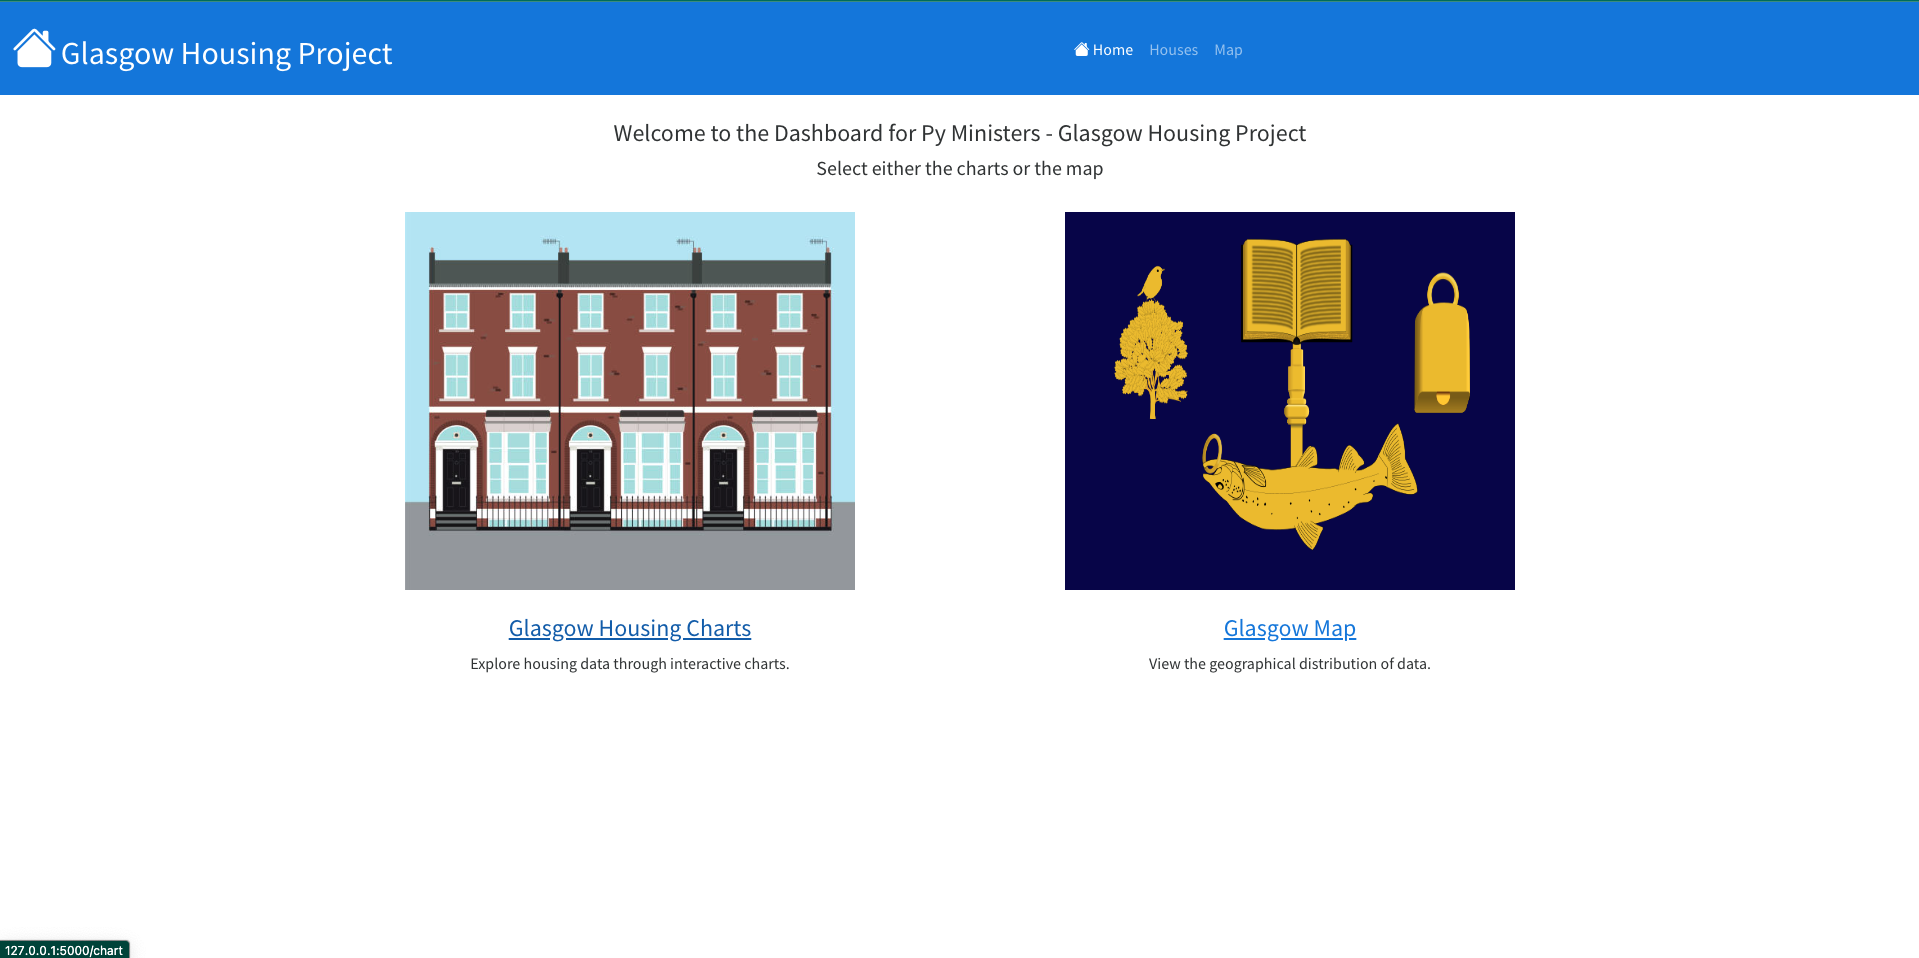 Glasgow Housing Project
Home Houses Map
Welcome to the Dashboard for Py Ministers - Glasgow Housing Project
Select either the charts or the map
Glasgow Housing Charts
Explore housing data through interactive charts.
Glasgow Map
View the geographical distribution of data.
127.0.0.1:5000/chart